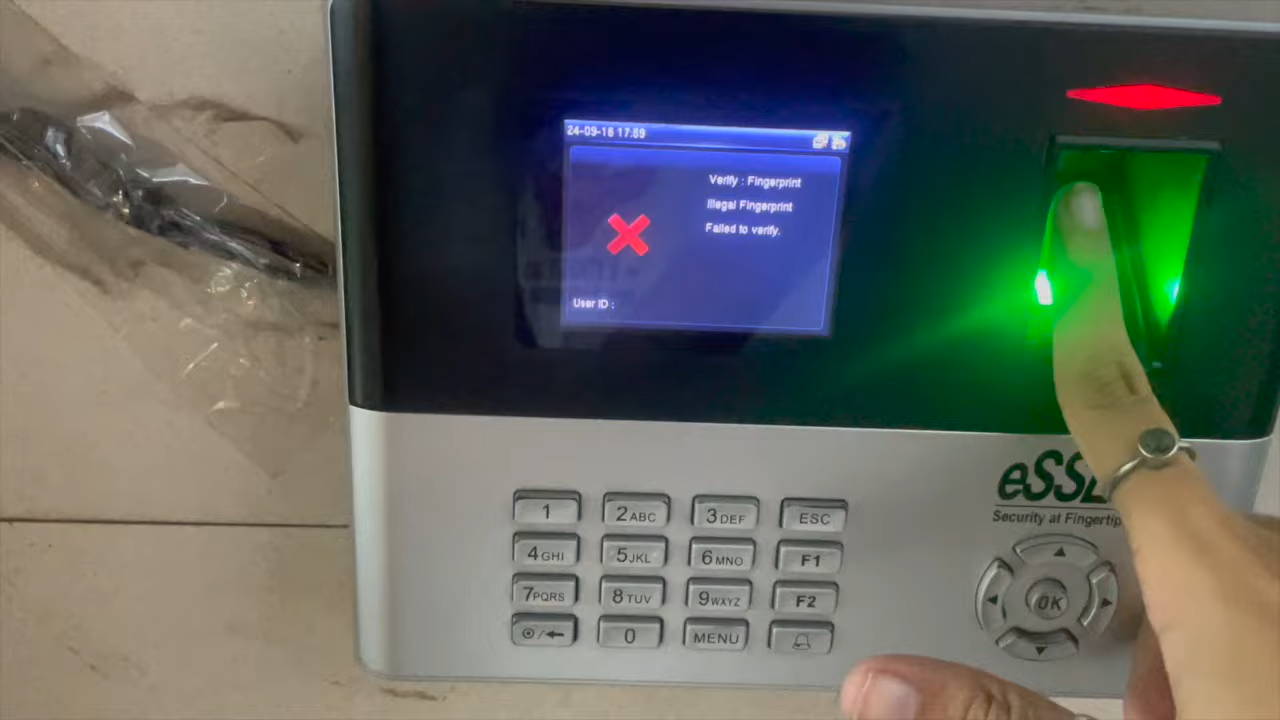 24-09-16 17:59
Verify : Fingerprint
Illegal Fingerprint
Failed to verify.
User ID :
eSSL
Security at Fingertip
1
2ABC
3DEF
ESC
4GHI
5JKL
6MNO
F1
7PQRS
8TUV
9WXYZ
F2
0
MENU
OK